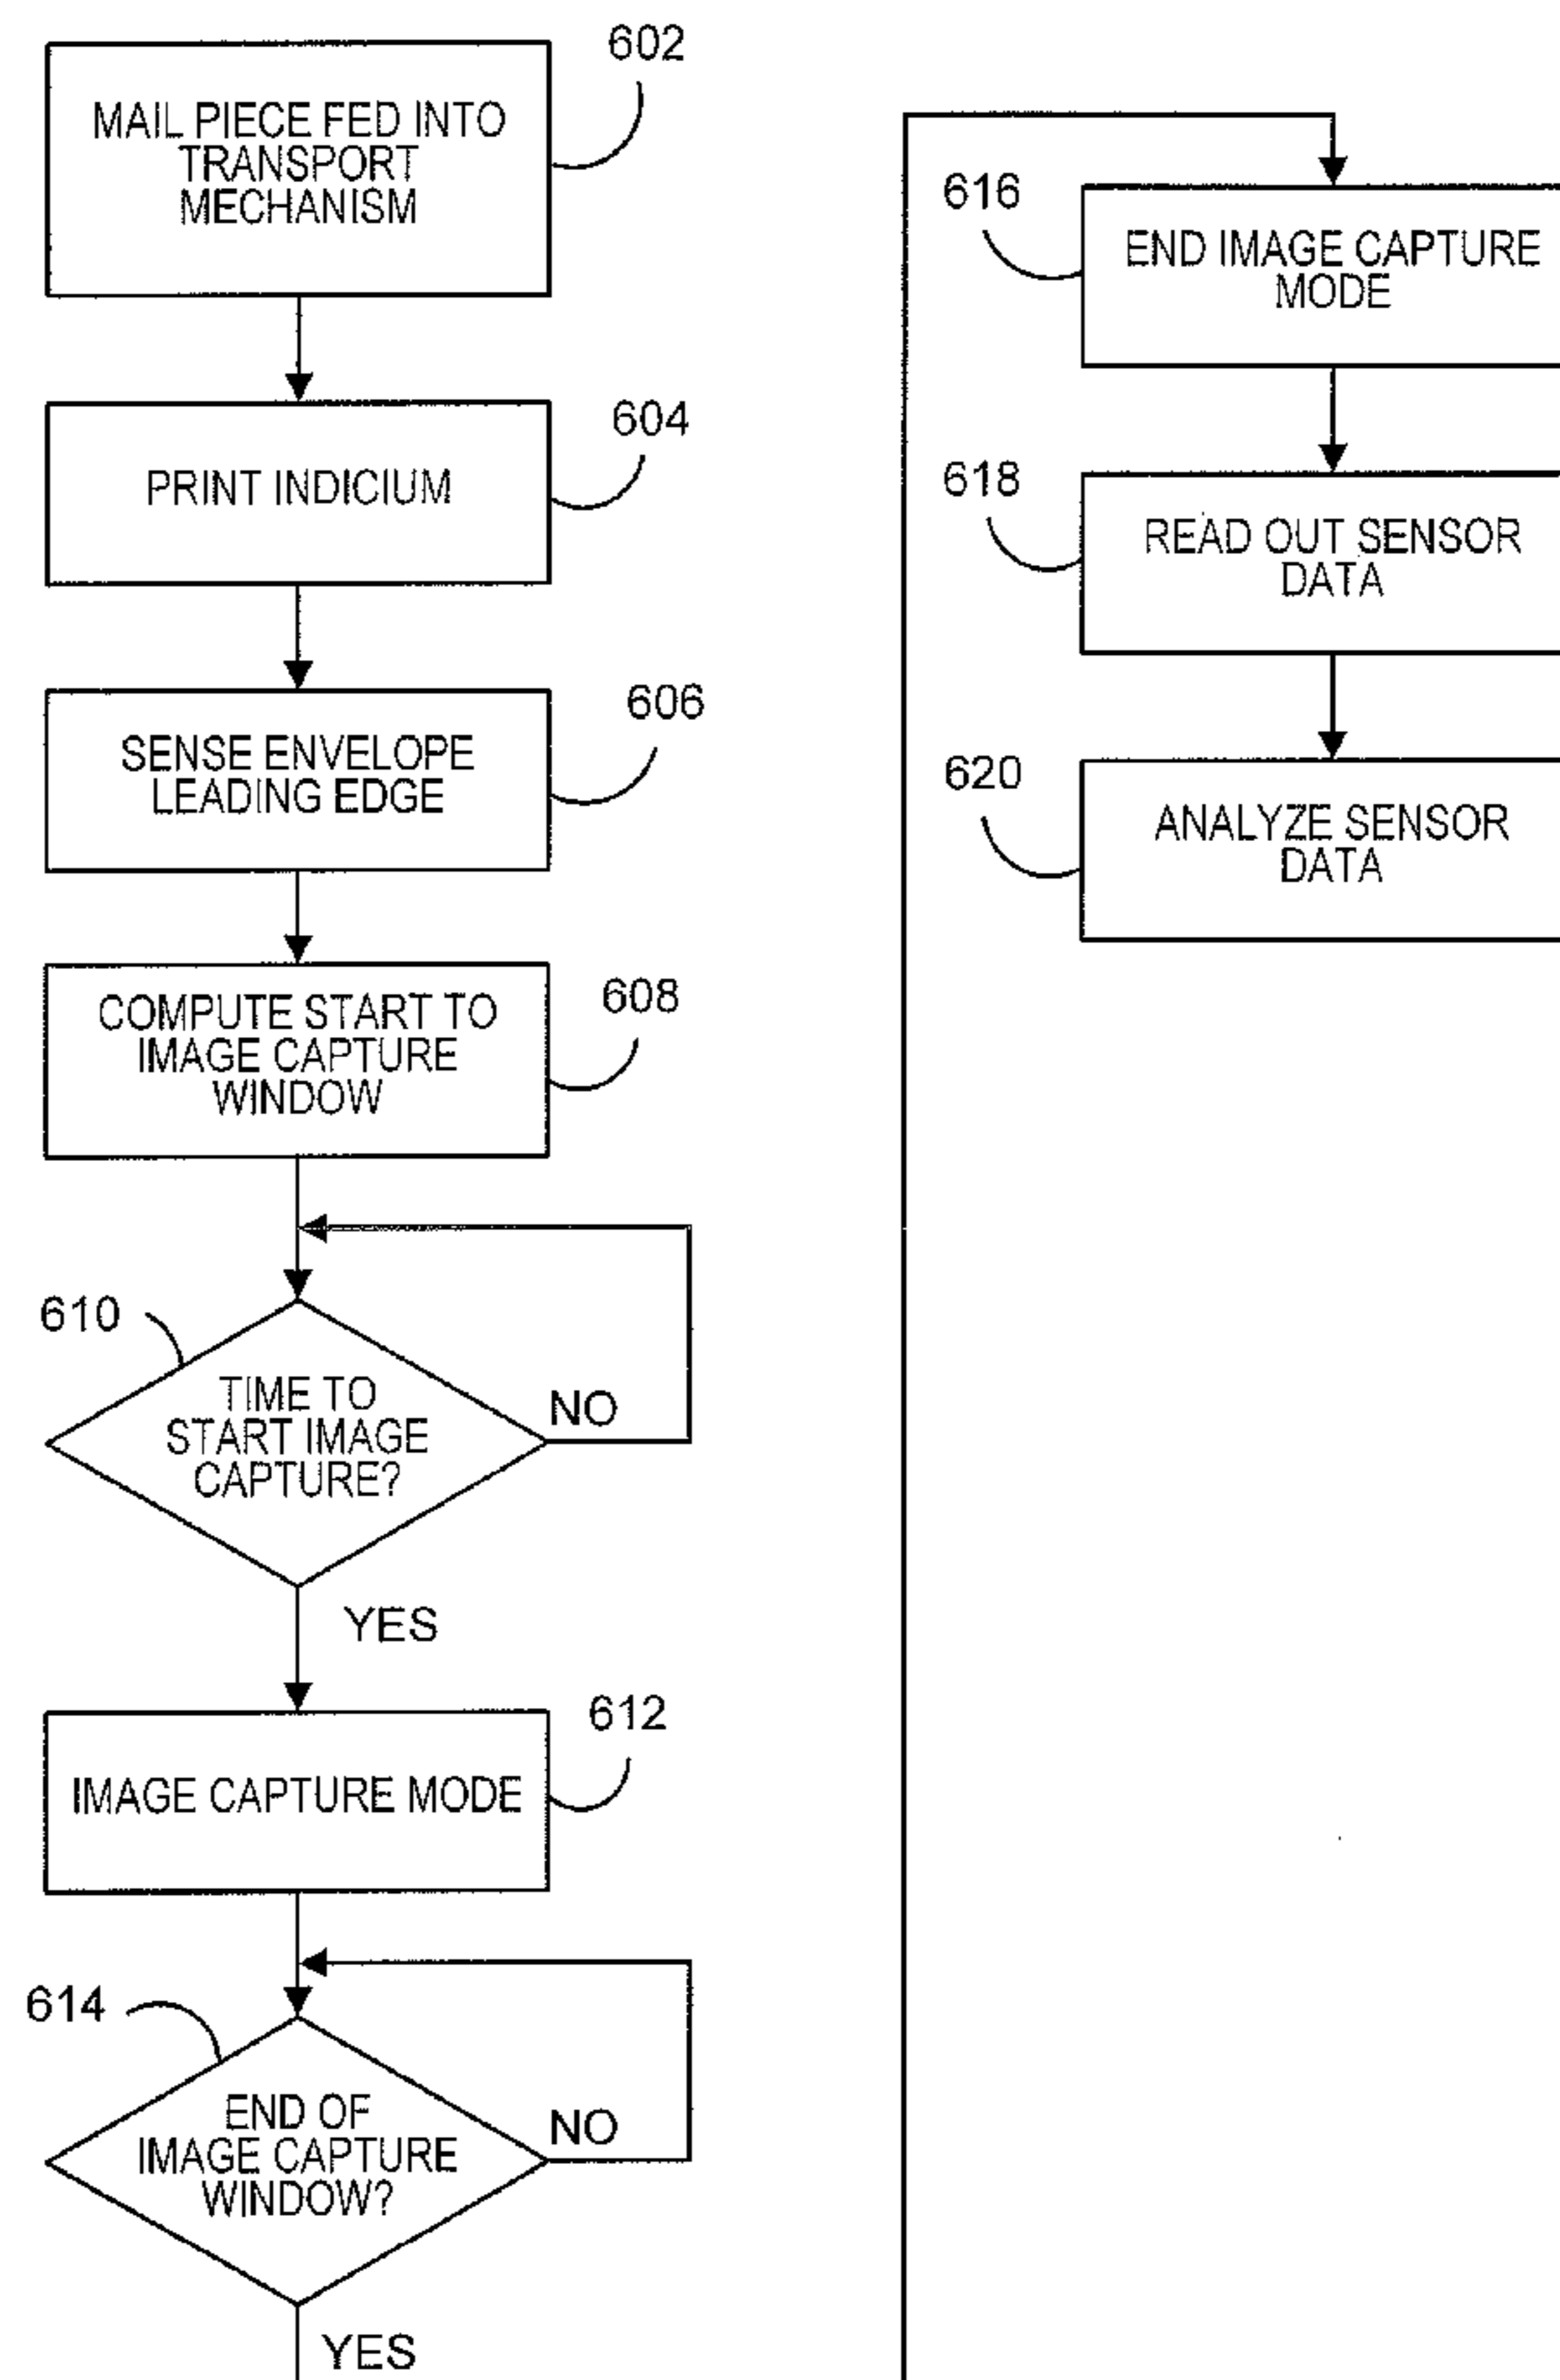 602
MAIL PIECE FED INTO
TRANSPORT
MECHANISM
604
PRINT INDICIUM
606
SENSE ENVELOPE
LEADING EDGE
608
COMPUTE START TO
IMAGE CAPTURE
WINDOW
610
TIME TO
START IMAGE
CAPTURE?
NO
YES
612
IMAGE CAPTURE MODE
614
END OF
IMAGE CAPTURE
WINDOW?
NO
YES
616
END IMAGE CAPTURE
MODE
618
READ OUT SENSOR
DATA
620
ANALYZE SENSOR
DATA